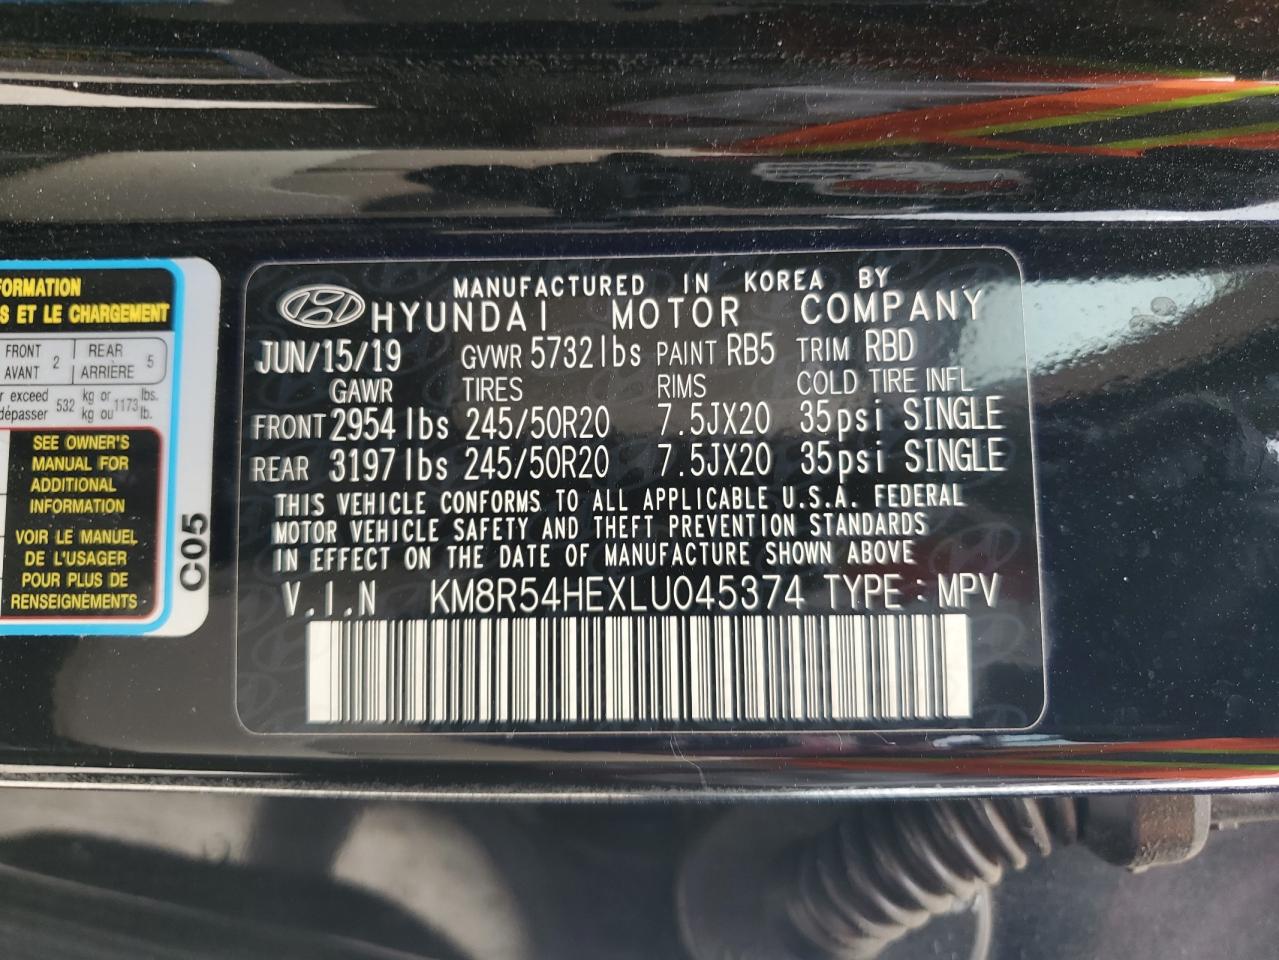 MANUFACTURED IN KOREA BY
HYUNDAI MOTOR COMPANY
JUN/15/19 GVWR 5732lbs PAINT RB5 TRIM RBD
GAWR TIRES RIMS COLD TIRE INFL
FRONT 2954 lbs 245/50R20 7.5JX20 35psi SINGLE
REAR 3197 lbs 245/50R20 7.5JX20 35psi SINGLE
THIS VEHICLE CONFORMS TO ALL APPLICABLE U.S.A. FEDERAL
MOTOR VEHICLE SAFETY AND THEFT PREVENTION STANDARDS
IN EFFECT ON THE DATE OF MANUFACTURE SHOWN ABOVE
V.I.N KM8R54HEXLU045374 TYPE : MPV
ET LE CHARGEMENT
FRONT 2 REAR 5
AVANT ARRIÈRE
exceed 532 kg or 1173 lbs.
dépasser kg ou lb.
SEE OWNER'S
MANUAL FOR
ADDITIONAL
INFORMATION
VOIR LE MANUEL
DE L'USAGER
POUR PLUS DE
RENSEIGNEMENTS
C05